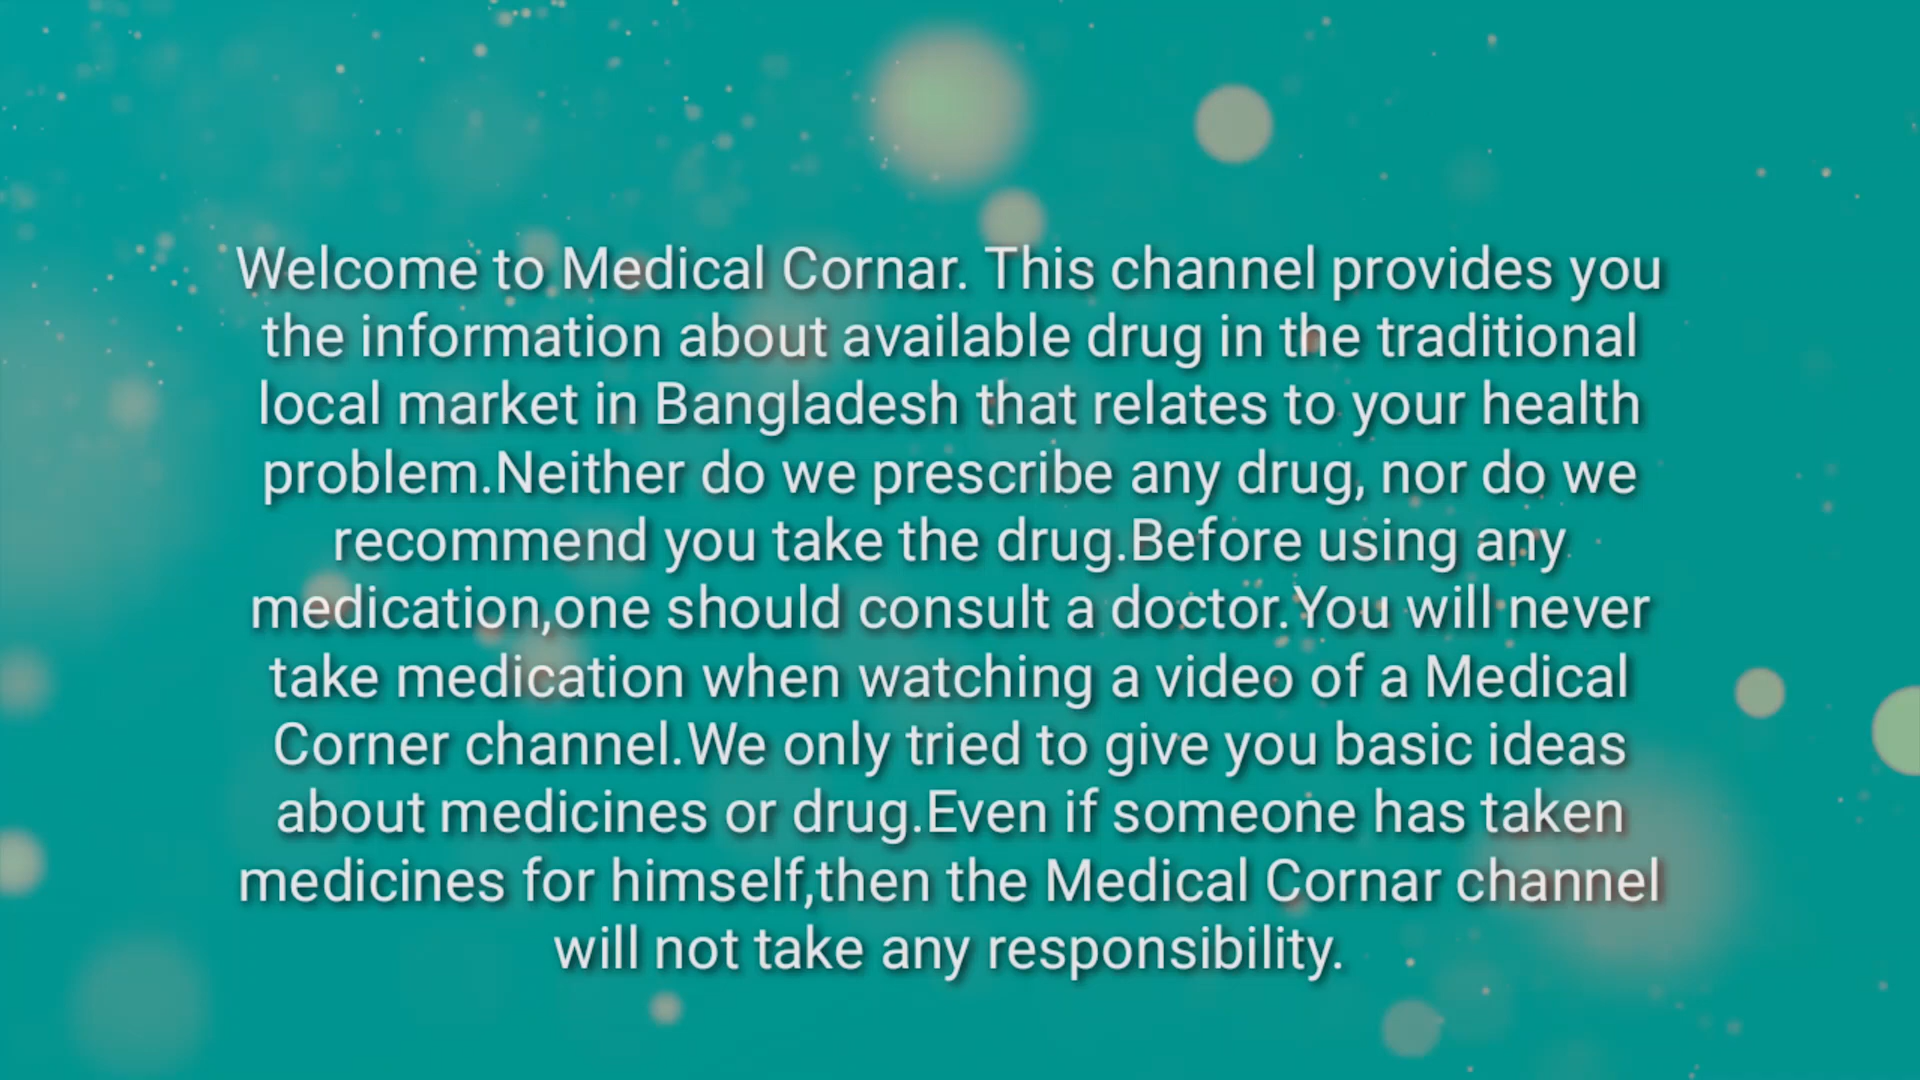 Welcome to Medical Cornar. This channel provides you
the information about available drug in the traditional
local market in Bangladesh that relates to your health
problem.Neither do we prescribe any drug, nor do we
recommend you take the drug.Before using any
medication,one should consult a doctor.You will never
take medication when watching a video of a Medical
Corner channel.We only tried to give you basic ideas
about medicines or drug.Even if someone has taken
medicines for himself,then the Medical Cornar channel
will not take any responsibility.